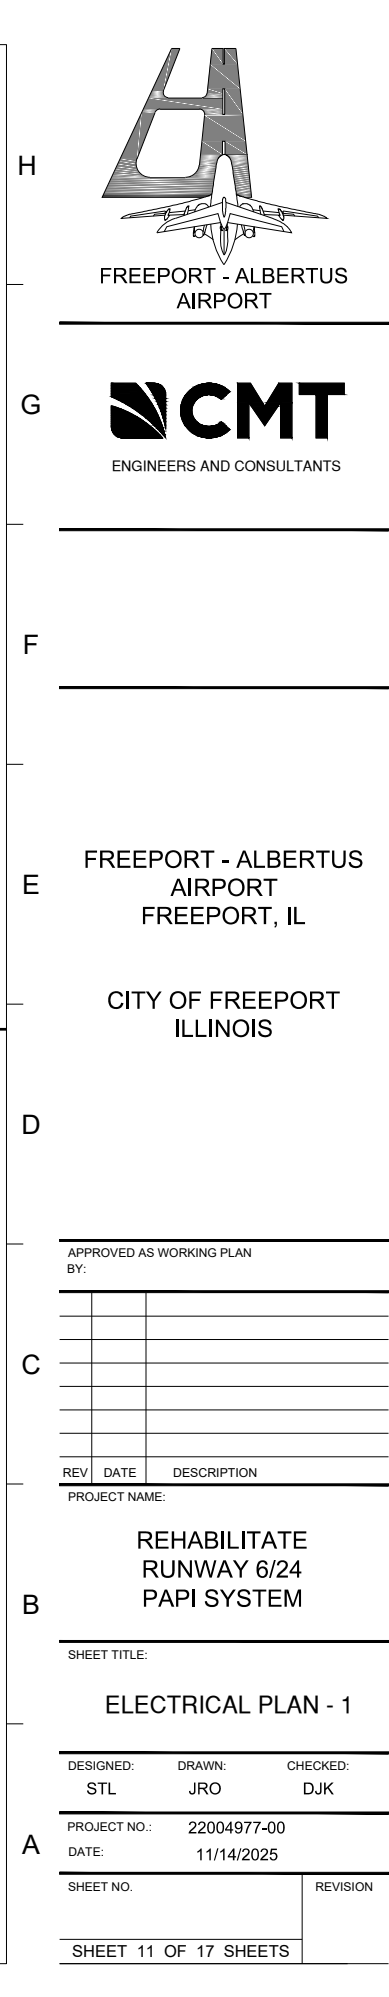 H
FREEPORT - ALBERTUS
AIRPORT
G
CMT
ENGINEERS AND CONSULTANTS
F
E
FREEPORT - ALBERTUS
AIRPORT
FREEPORT, IL
CITY OF FREEPORT
ILLINOIS
D
APPROVED AS WORKING PLAN
BY:
C
REV DATE DESCRIPTION
PROJECT NAME:
REHABILITATE
RUNWAY 6/24
PAPI SYSTEM
B
SHEET TITLE:
ELECTRICAL PLAN - 1
DESIGNED: DRAWN: CHECKED:
STL JRO DJK
A
PROJECT NO.: 22004977-00
DATE: 11/14/2025
SHEET NO. REVISION
SHEET 11 OF 17 SHEETS